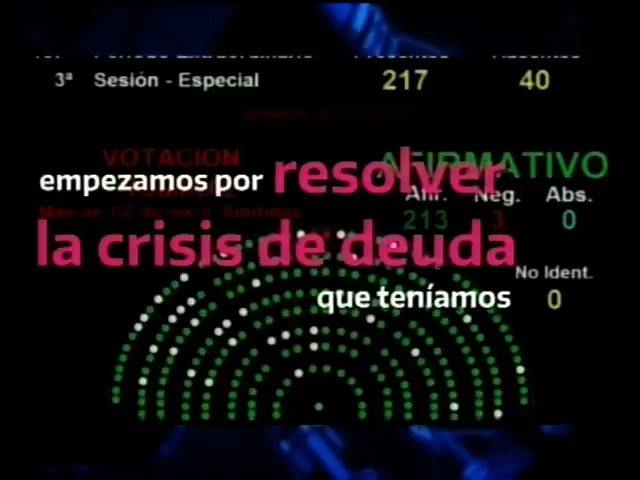 3ª Sesión - Especial 217 40
VOTACION AFIRMATIVO
empezamos por resolver
Afir. Neg. Abs.
213 3 0
la crisis de deuda
No Ident.
que teníamos 0